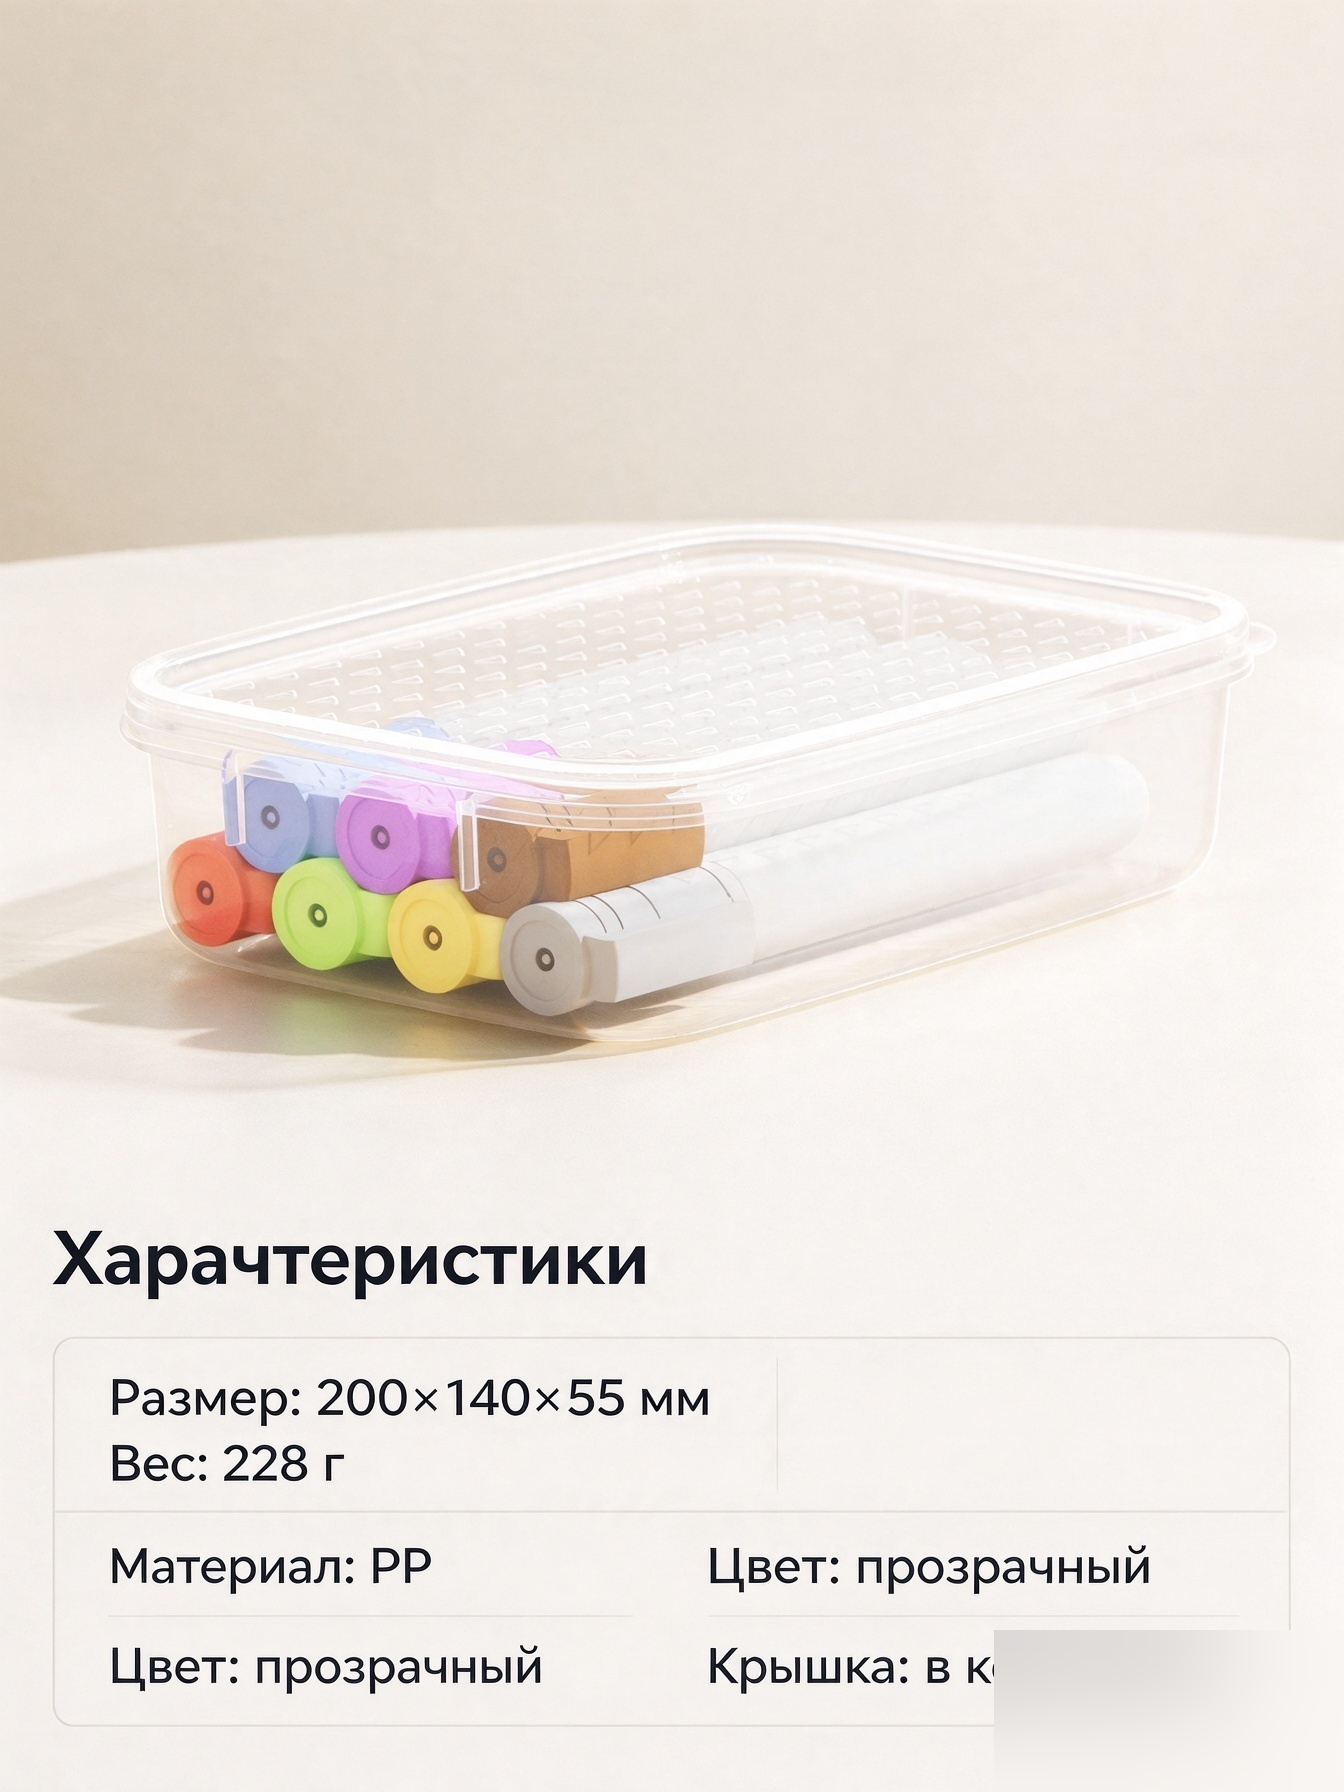 Харачтеристики
Размер: 200×140×55 мм
Вес: 228 г
Материал: PP
Цвет: прозрачный
Цвет: прозрачный
Крышка: в